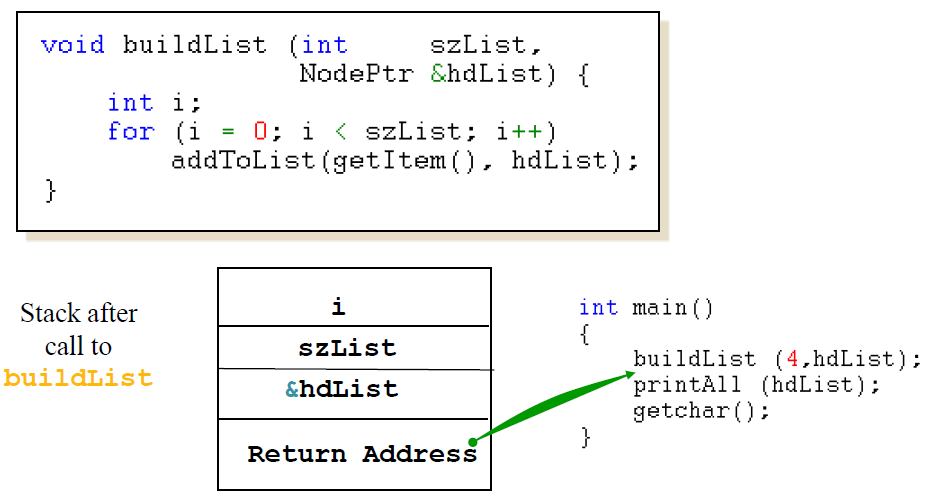 void buildList (int     szList,
                NodePtr &hdList) {
    int i;
    for (i = 0; i < szList; i++)
        addToList(getItem(), hdList);
}
Stack after
call to
buildList
i
szList
&hdList
Return Address
int main()
{
    buildList (4,hdList);
    printAll (hdList);
    getchar();
}